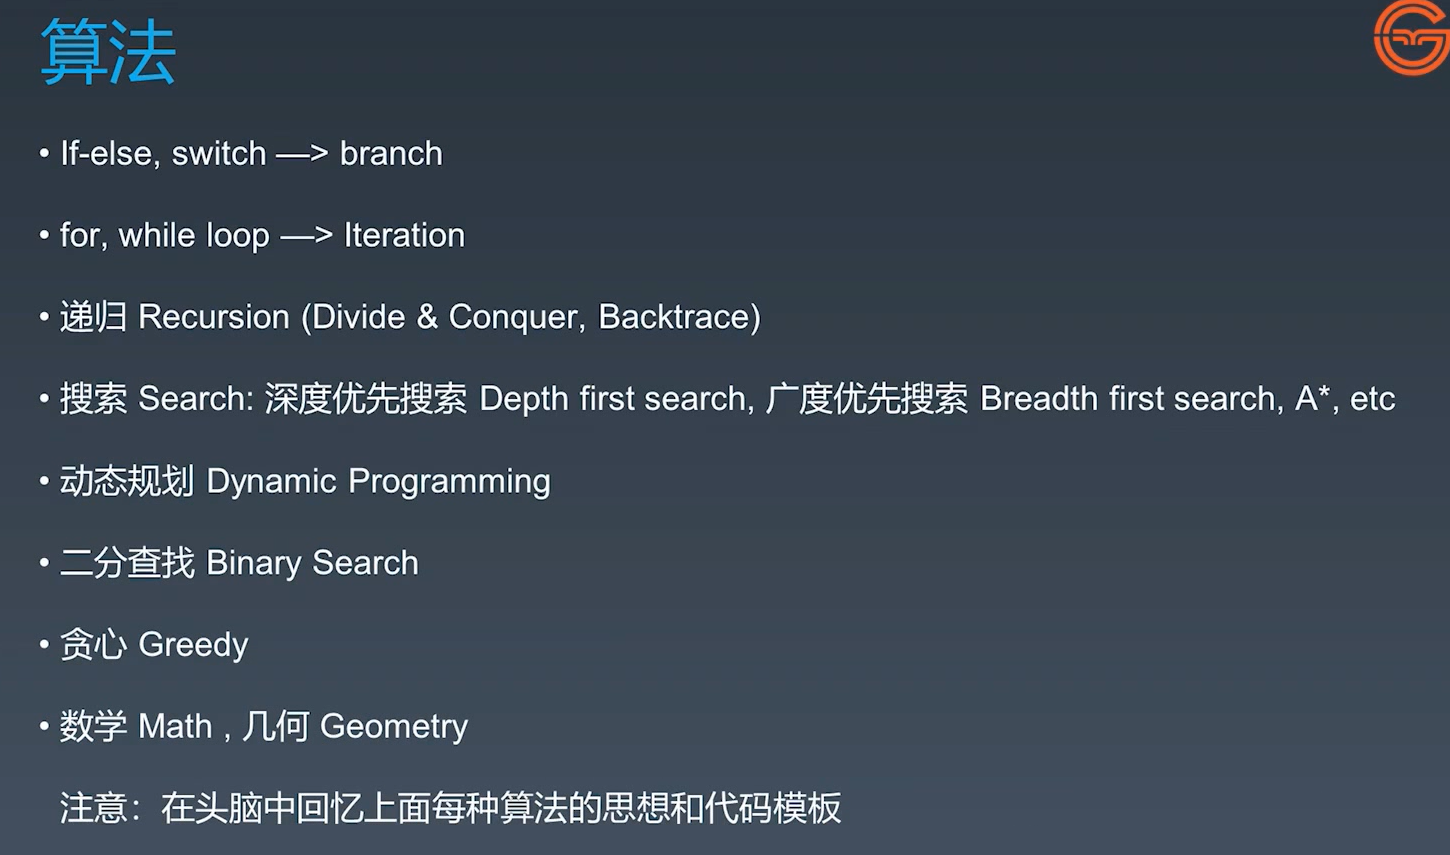 算法
• If-else, switch —> branch
• for, while loop —> Iteration
• 递归 Recursion (Divide & Conquer, Backtrace)
• 搜索 Search: 深度优先搜索 Depth first search, 广度优先搜索 Breadth first search, A*, etc
• 动态规划 Dynamic Programming
• 二分查找 Binary Search
• 贪心 Greedy
• 数学 Math , 几何 Geometry
注意：在头脑中回忆上面每种算法的思想和代码模板